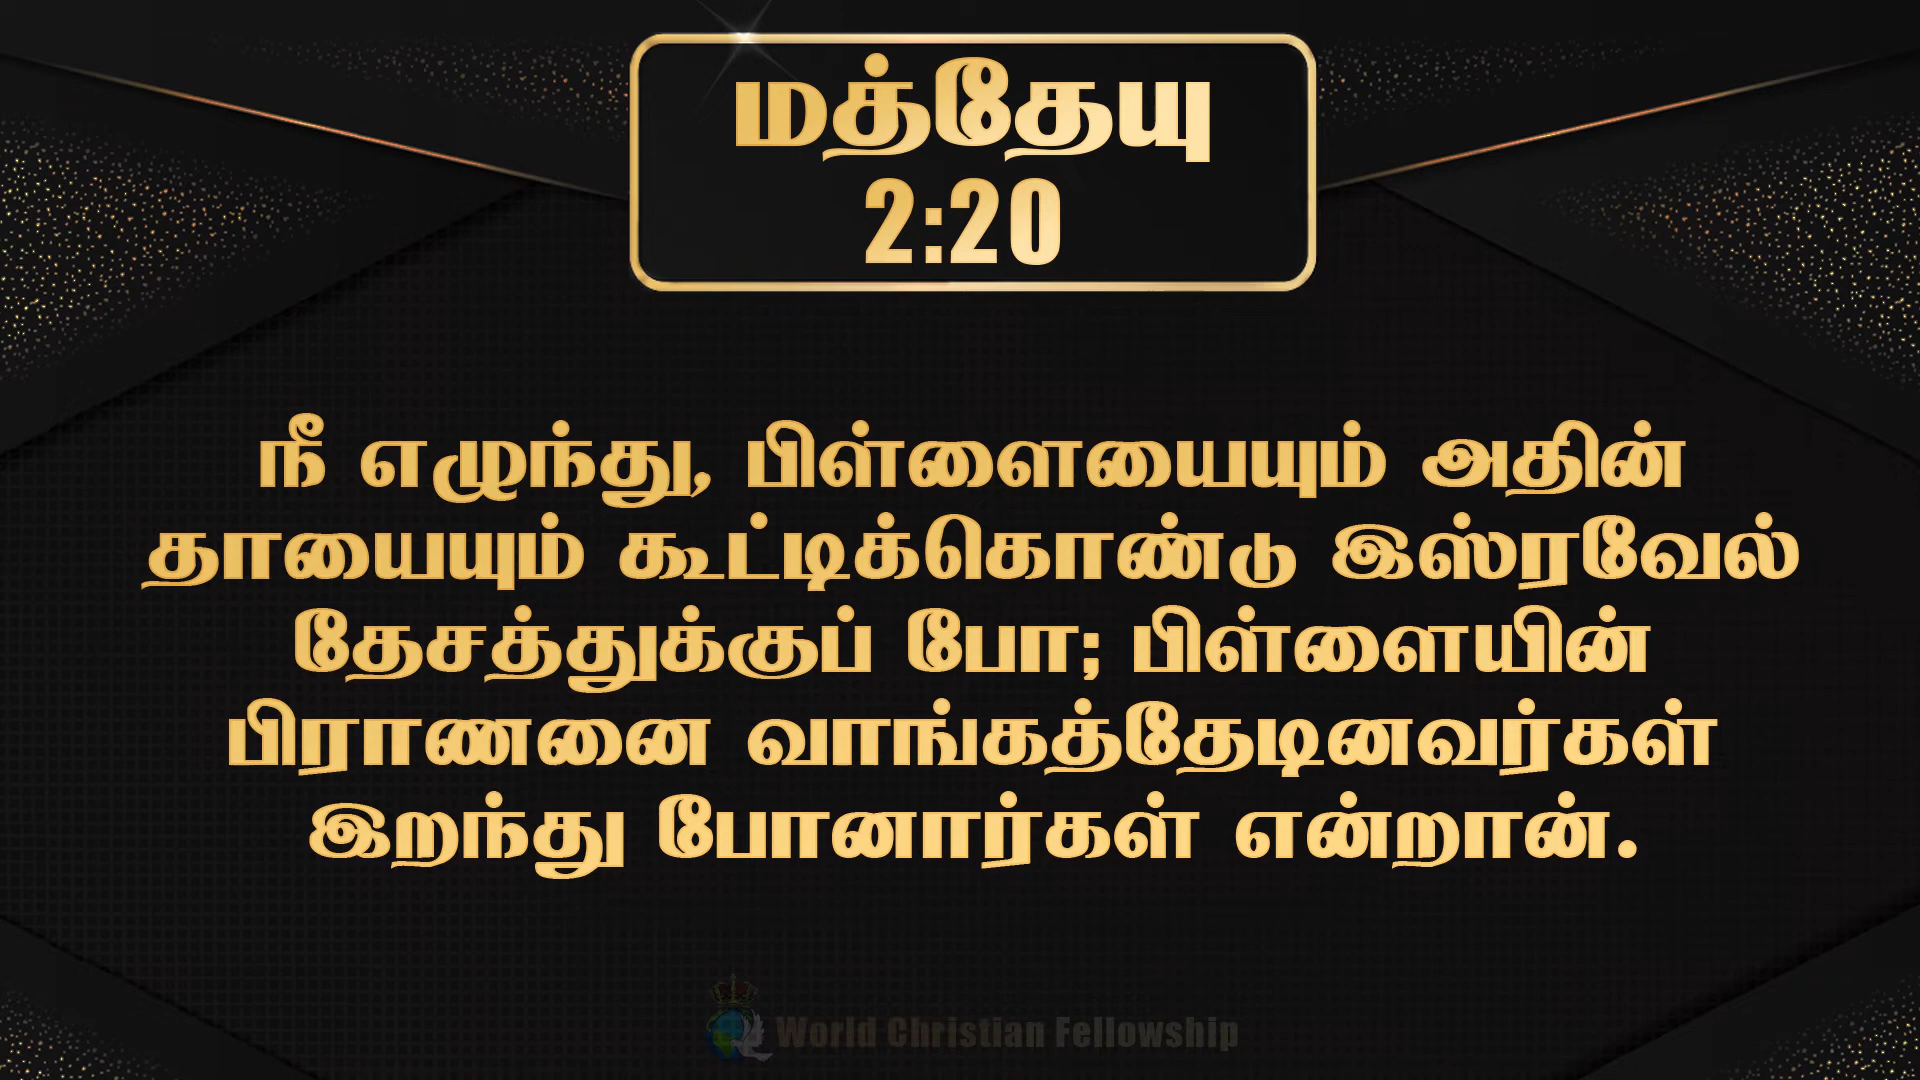 மத்தேயு
2:20
நீ எழுந்து, பிள்ளையையும் அதின்
தாயையும் கூட்டிக்கொண்டு இஸ்ரவேல்
தேசத்துக்குப் போ; பிள்ளையின்
பிராணனை வாங்கத்தேடினவர்கள்
இறந்து போனார்கள் என்றான்.
World Christian Fellowship